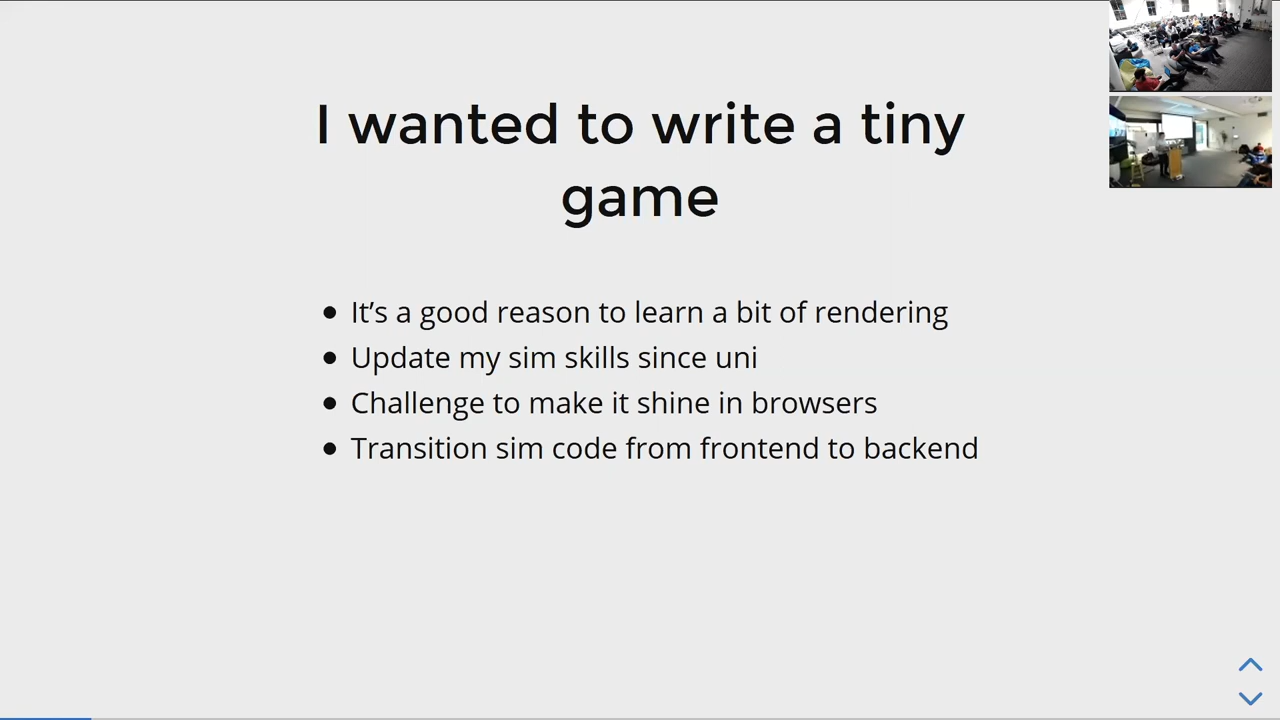 I wanted to write a tiny
game
It’s a good reason to learn a bit of rendering
Update my sim skills since uni
Challenge to make it shine in browsers
Transition sim code from frontend to backend